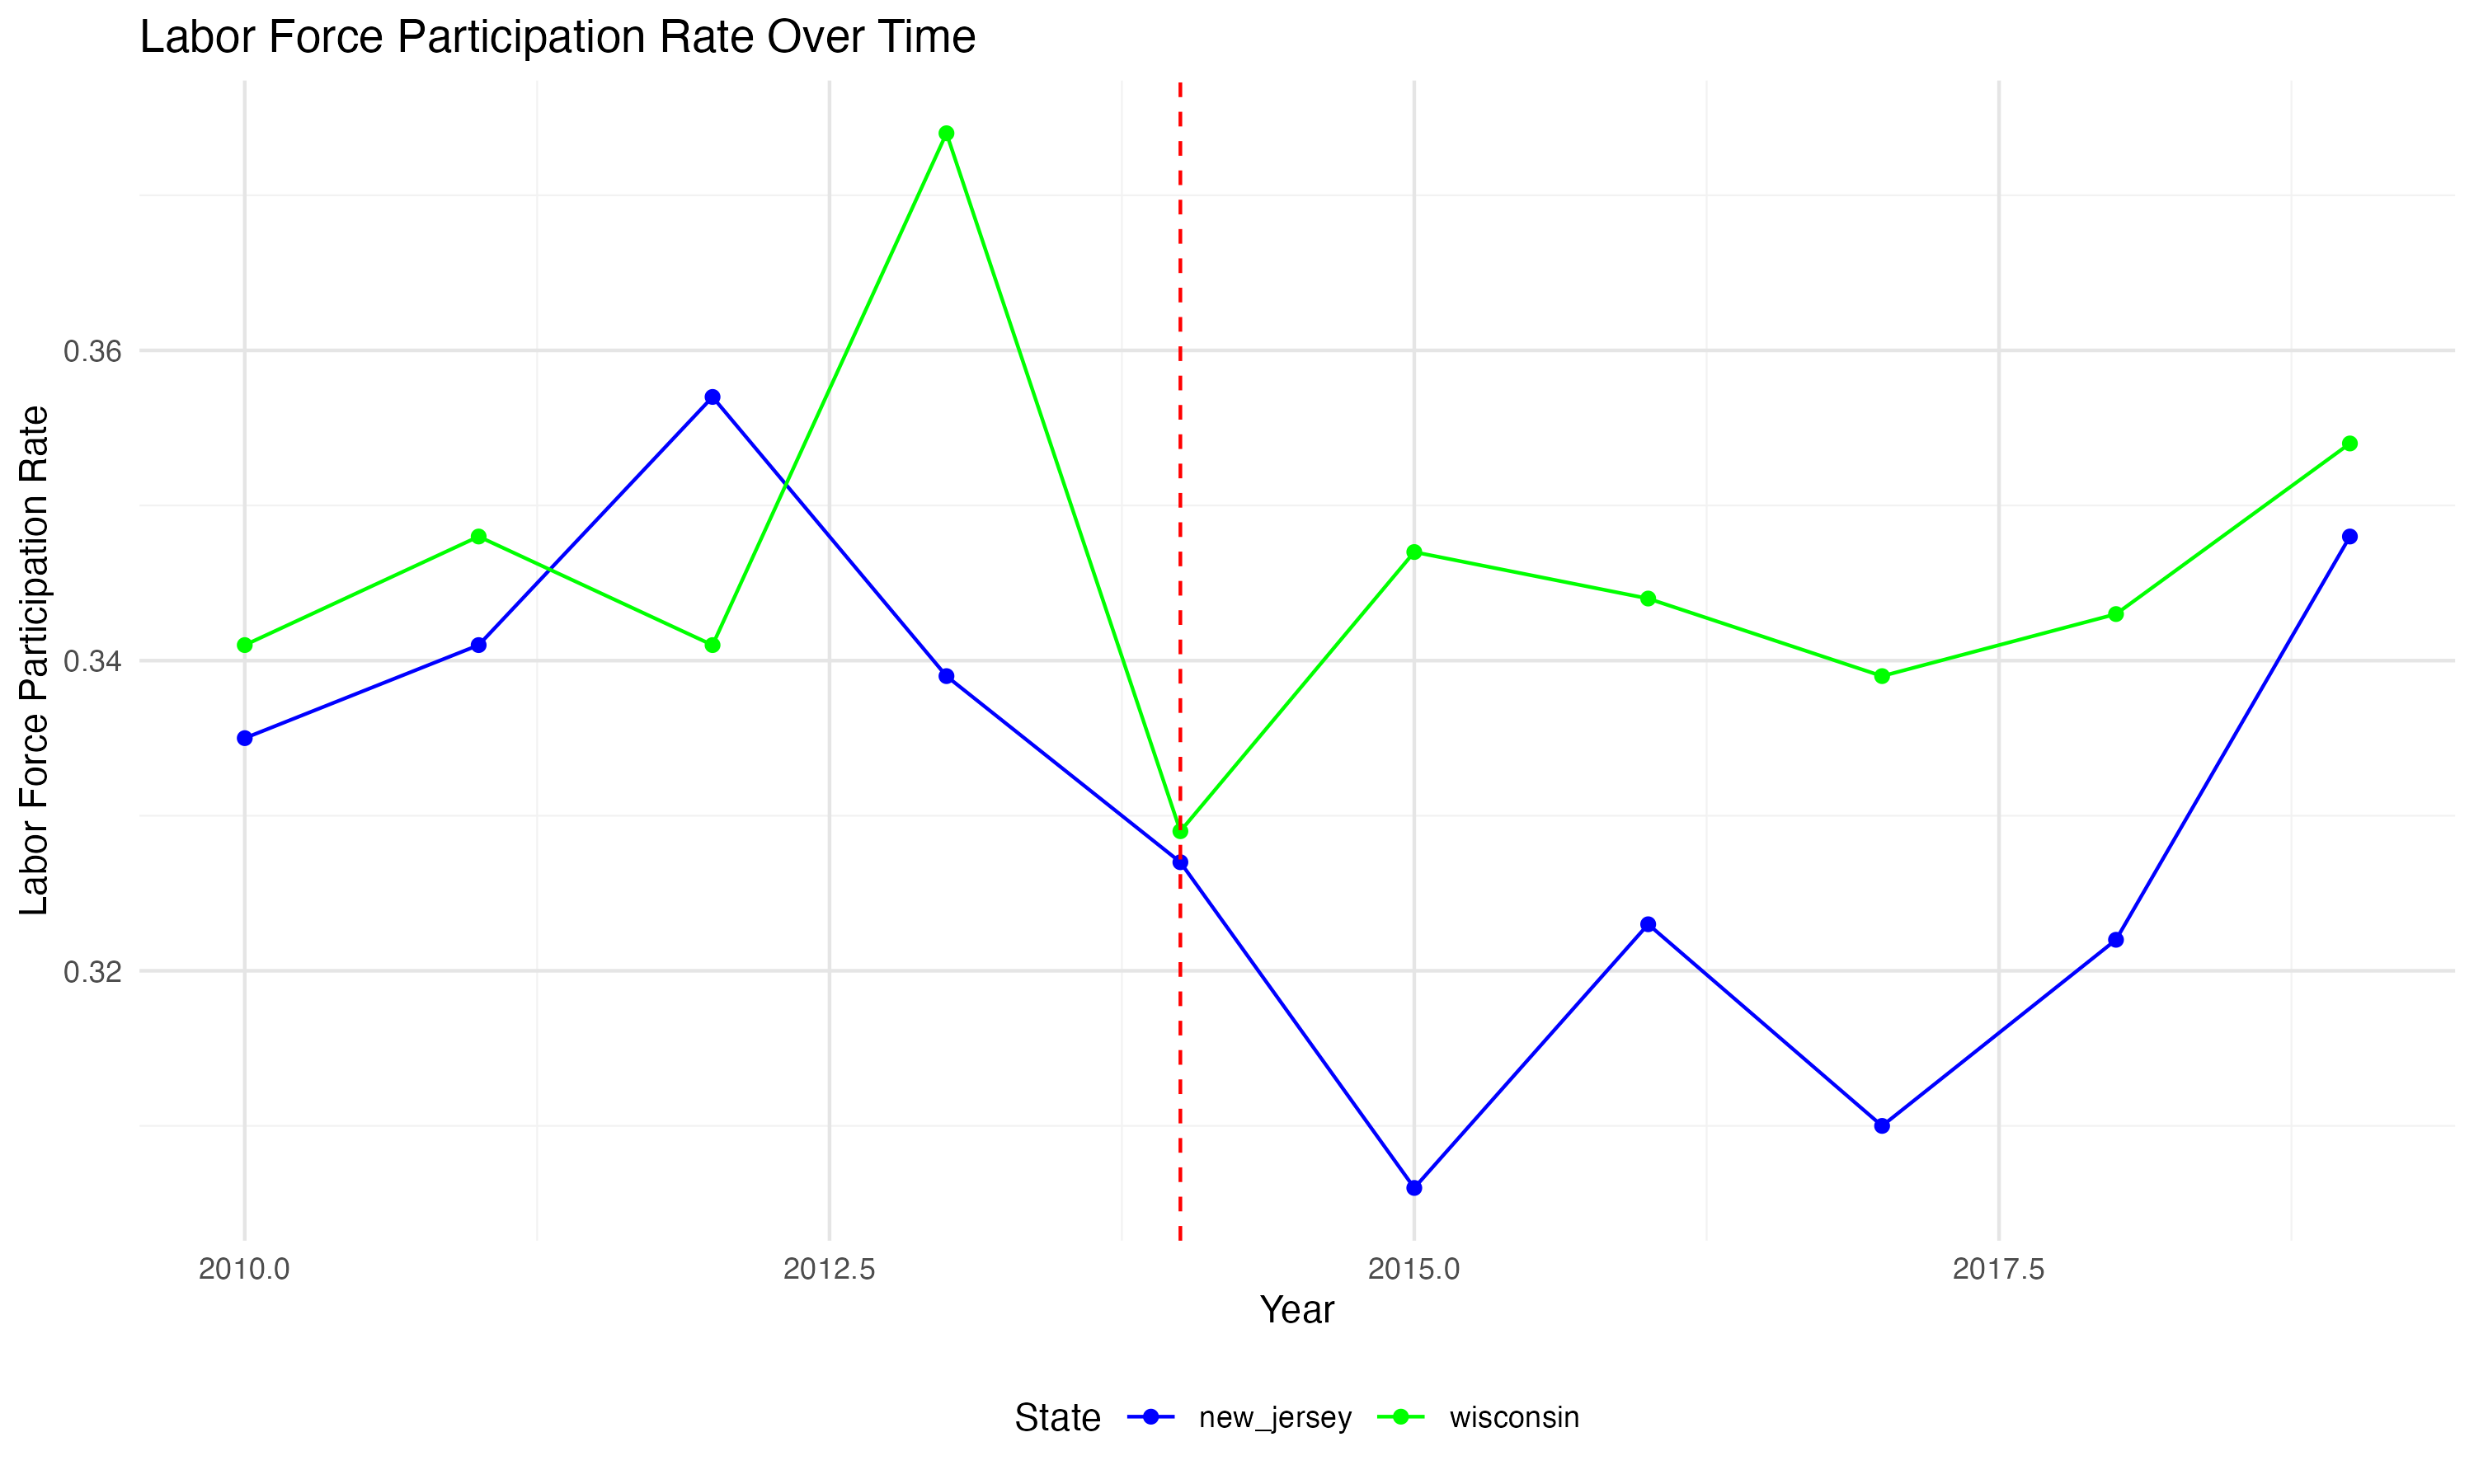 Labor Force Participation Rate Over Time
Labor Force Participation Rate
0.36
0.34
0.32
2010.0 2012.5 2015.0 2017.5
Year
State new_jersey wisconsin